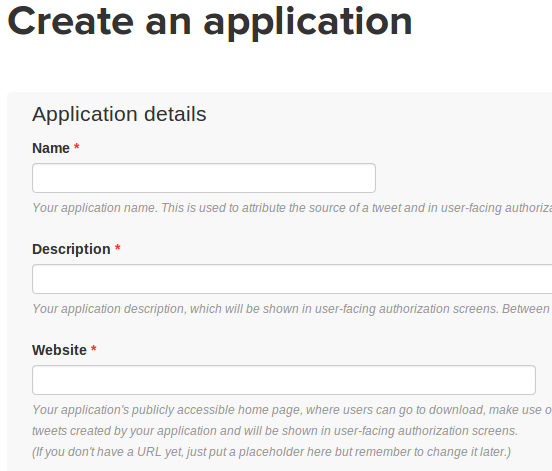 Create an application
Application details
Name *
Your application name. This is used to attribute the source of a tweet and in user-facing
Description *
Your application description, which will be shown in user-facing authorization screens. Between
Website *
Your application's publicly accessible home page, where users can go to download, make use
tweets created by your application and will be shown in user-facing authorization screens.
(If you don't have a URL yet, just put a placeholder here but remember to change it later.)